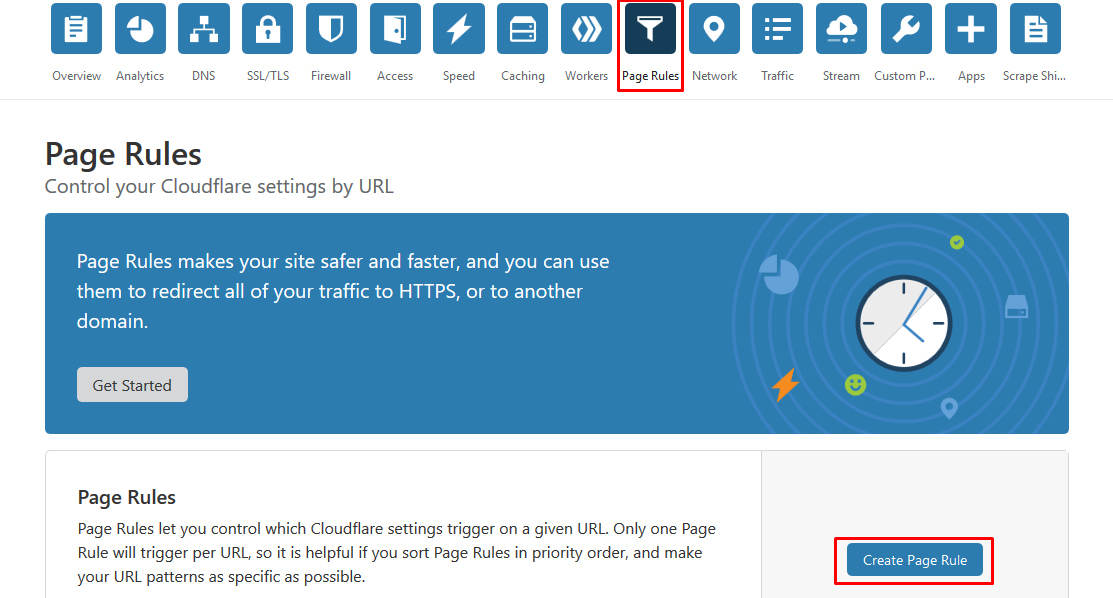 Overview Analytics DNS SSL/TLS Firewall Access Speed Caching Workers Page Rules Network Traffic Stream Custom P... Apps Scrape Shi...
Page Rules
Control your Cloudflare settings by URL
Page Rules makes your site safer and faster, and you can use
them to redirect all of your traffic to HTTPS, or to another
domain.
Get Started
Page Rules
Page Rules let you control which Cloudflare settings trigger on a given URL. Only one Page
Rule will trigger per URL, so it is helpful if you sort Page Rules in priority order, and make
your URL patterns as specific as possible.
Create Page Rule